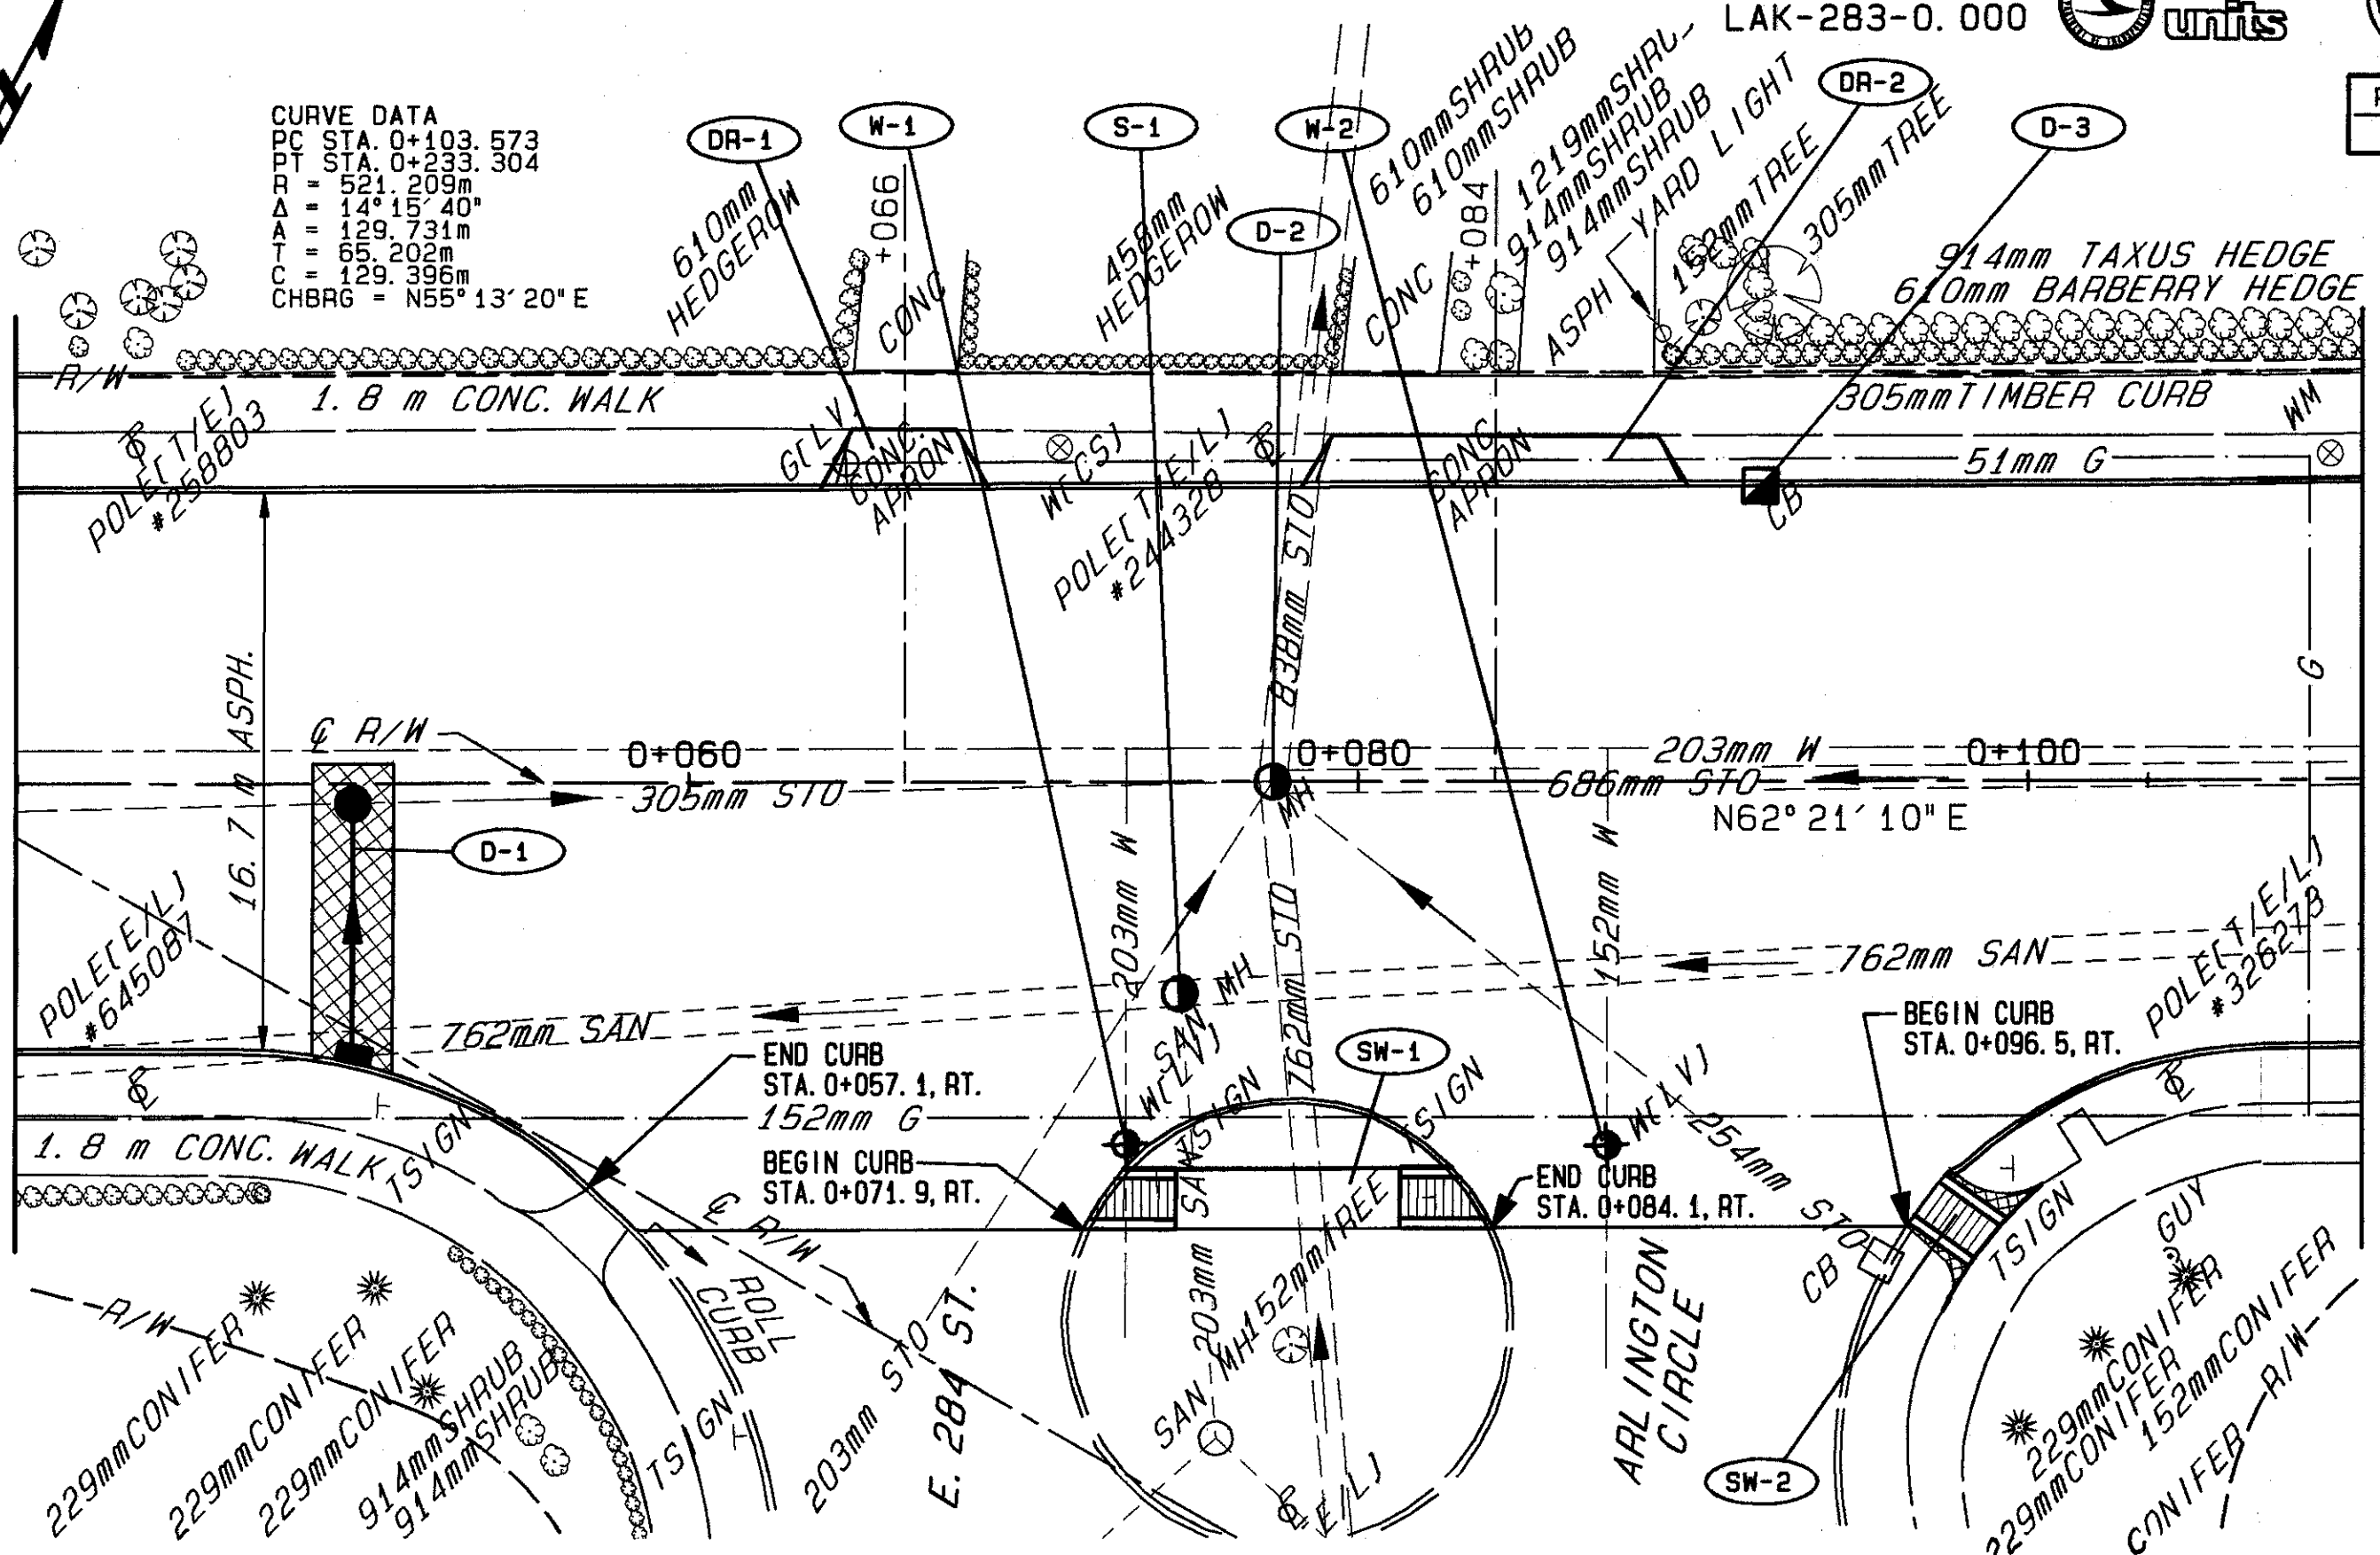 LAK-283-0. 000
units
CURVE DATA
PC STA. 0+103. 573
PT STA. 0+233. 304
R = 521. 209m
Δ = 14° 15′ 40"
A = 129. 731m
T = 65. 202m
C = 129. 396m
CHBRG = N55° 13′ 20" E
DR-1
W-1
S-1
W-2
DR-2
D-3
D-2
610mm
HEDGEROW
+066
CONC
458mm
HEDGEROW
610mmSHRUB
610mmSHRUB
CONC
+084
1219mmSHRU
914mmSHRUB
914mmSHRUB
ASPH
YARD LIGHT
152mmTREE
305mmTREE
914mm TAXUS HEDGE
610mm BARBERRY HEDGE
R/W
1. 8 m CONC. WALK
305mmTIMBER CURB
WM
POLE[T/E]
#258803
G[LV]
CONC.
APRON
W[CS]
POLE[T/E/L]
#244328
CONC
APRON
CB
51mm G
838mm STO
16. 7 m ASPH.
℄ R/W
0+060
0+080
203mm W
0+100
305mm STO
MH
686mm STO
N62° 21′ 10" E
G
D-1
203mm W
762mm STO
152mm W
POLE[E/L]
#645087
762mm SAN
POLE[T/E/L]
#326273
762mm SAN
MH
SAN
BEGIN CURB
STA. 0+096. 5, RT.
END CURB
STA. 0+057. 1, RT.
SW-1
W[LV]
TSIGN
TSIGN
W[LV]
152mm G
254mm STO
1. 8 m CONC. WALK
TSIGN
BEGIN CURB
STA. 0+071. 9, RT.
END CURB
STA. 0+084. 1, RT.
℄ R/W
SAN
203mm
152mmTREE
SAN MH
CB
TSIGN
GUY
ROLL
CURB
R/W
229mmCONIFER
229mmCONIFER
229mmCONIFER
914mmSHRUB
914mmSHRUB
TSIGN
203mm STO
E. 284 ST.
E/L]
ARLINGTON
CIRCLE
SW-2
229mmCONIFER
229mmCONIFER
152mmCONIFER
CONIFER
R/W